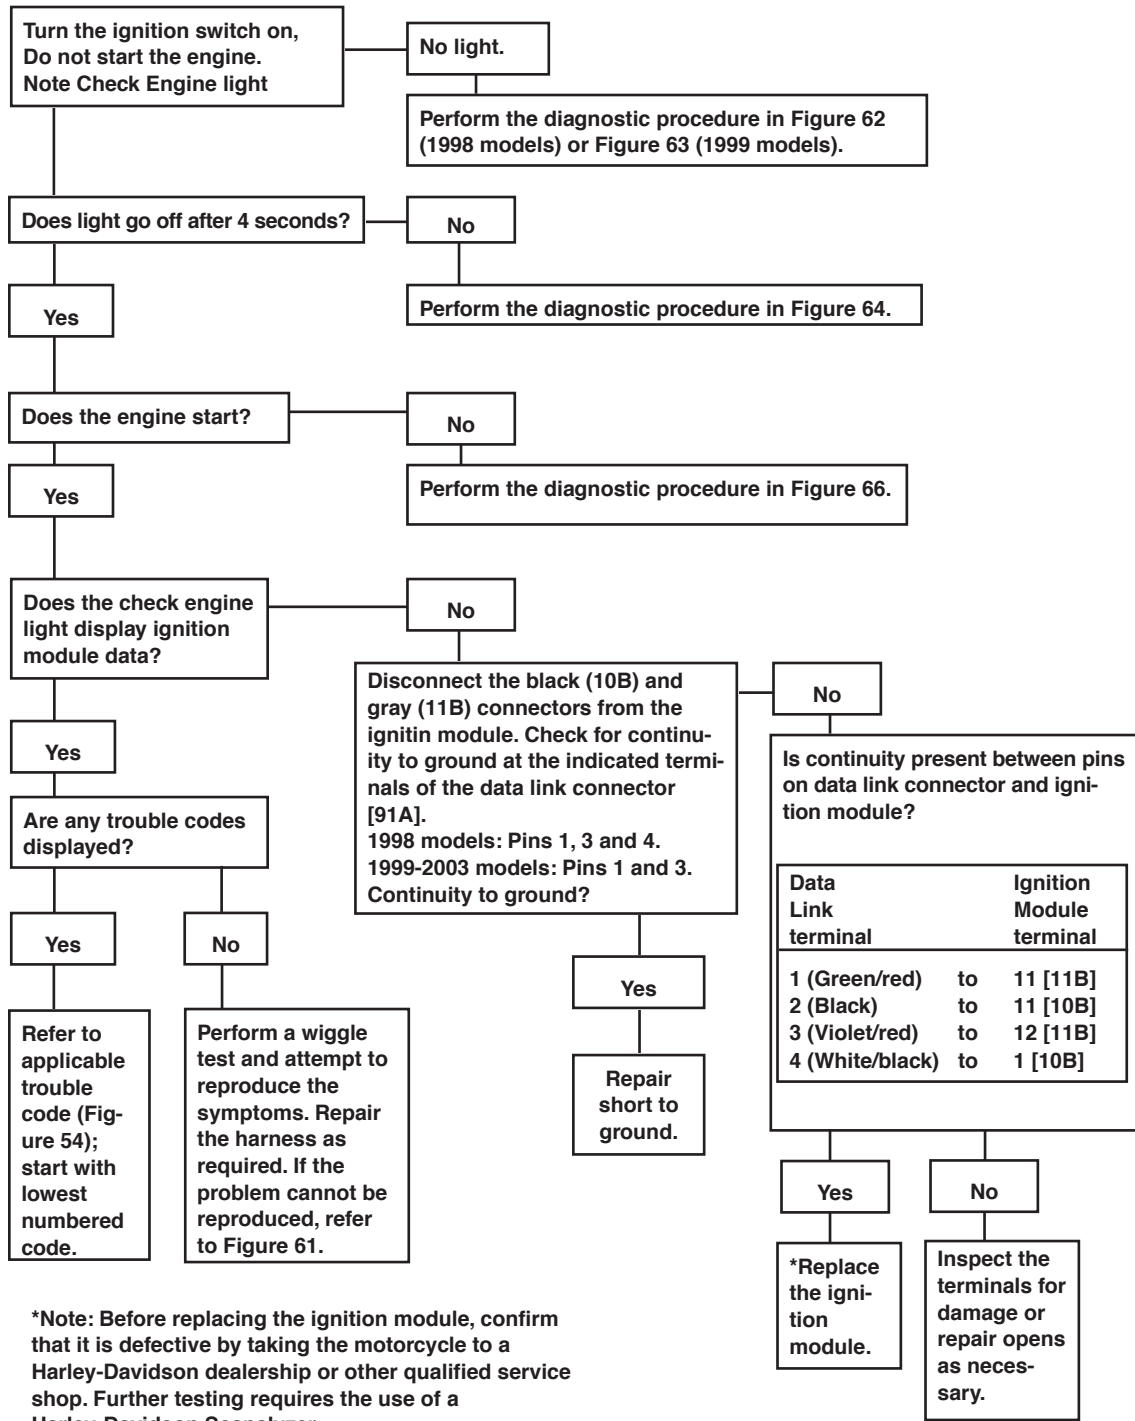 Turn the ignition switch on,
Do not start the engine.
Note Check Engine light
No light.
Perform the diagnostic procedure in Figure 62
(1998 models) or Figure 63 (1999 models).
Does light go off after 4 seconds?
No
Perform the diagnostic procedure in Figure 64.
Yes
Does the engine start?
No
Perform the diagnostic procedure in Figure 66.
Yes
Does the check engine
light display ignition
module data?
No
Disconnect the black (10B) and
gray (11B) connectors from the
ignitin module. Check for continu-
ity to ground at the indicated termi-
nals of the data link connector
[91A].
1998 models: Pins 1, 3 and 4.
1999-2003 models: Pins 1 and 3.
Continuity to ground?
No
Is continuity present between pins
on data link connector and igni-
tion module?
Data Ignition
Link Module
terminal terminal
1 (Green/red) to 11 [11B]
2 (Black) to 11 [10B]
3 (Violet/red) to 12 [11B]
4 (White/black) to 1 [10B]
Yes
Are any trouble codes
displayed?
Yes
No
Refer to
applicable
trouble
code (Fig-
ure 54);
start with
lowest
numbered
code.
Perform a wiggle
test and attempt to
reproduce the
symptoms. Repair
the harness as
required. If the
problem cannot be
reproduced, refer
to Figure 61.
Yes
Repair
short to
ground.
Yes
No
*Replace
the igni-
tion
module.
Inspect the
terminals for
damage or
repair opens
as neces-
sary.
*Note: Before replacing the ignition module, confirm
that it is defective by taking the motorcycle to a
Harley-Davidson dealership or other qualified service
shop. Further testing requires the use of a
Harley-Davidson Scanalyzer